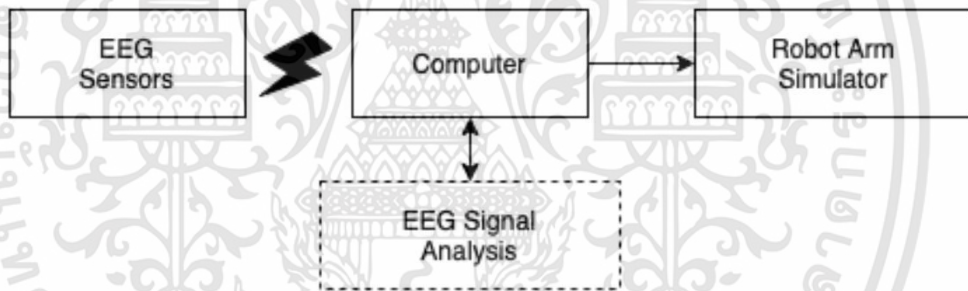 EEG
Sensors
Computer
Robot Arm
Simulator
EEG Signal
Analysis